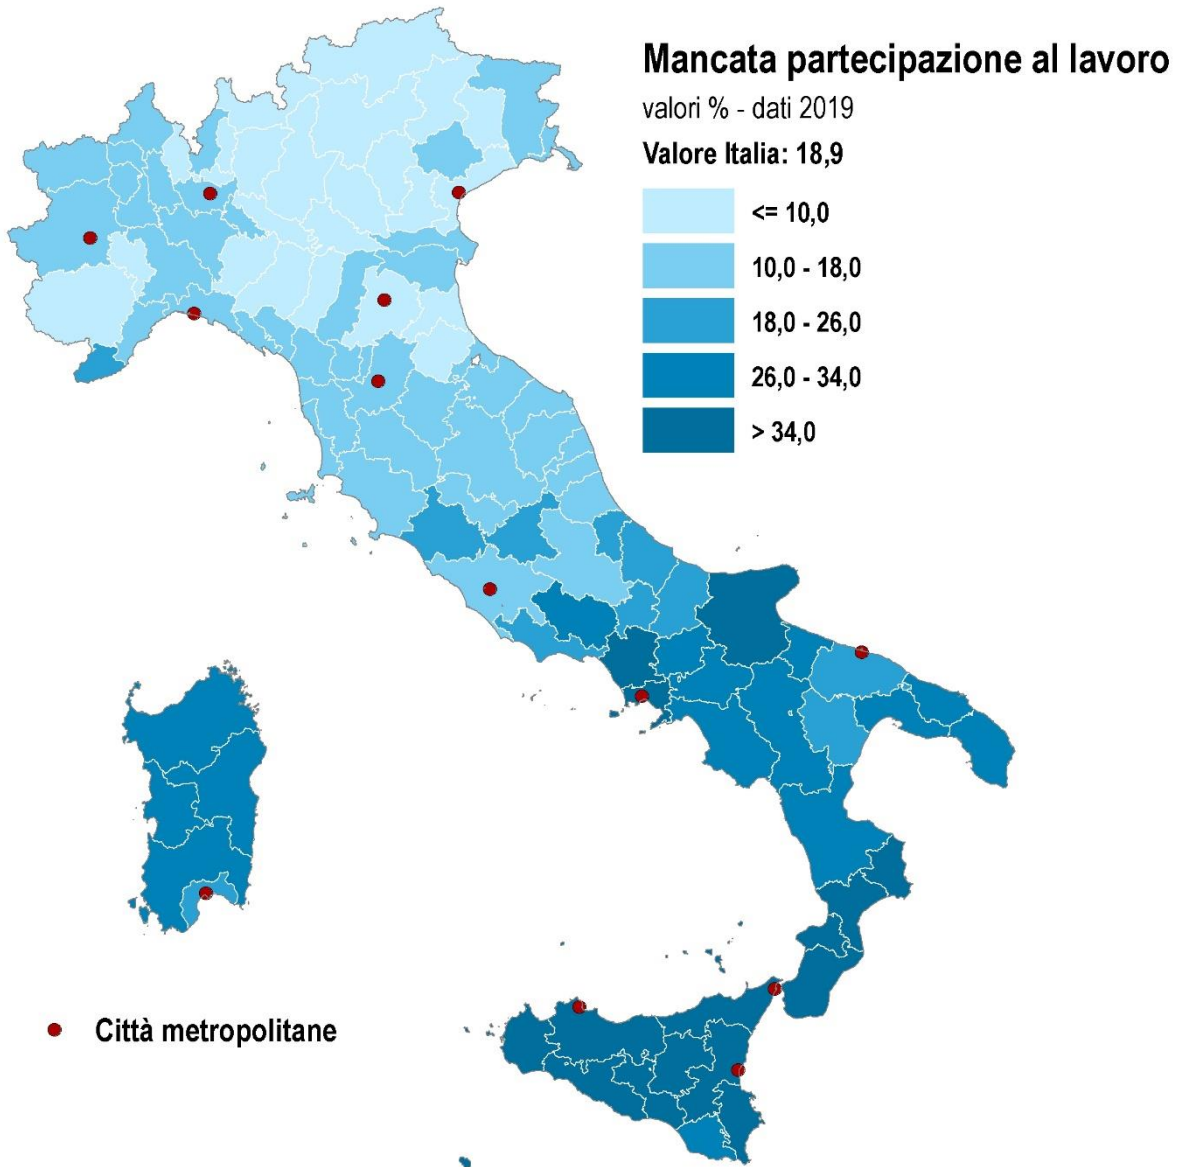 Mancata partecipazione al lavoro
valori % - dati 2019
Valore Italia: 18,9
<= 10,0
10,0 - 18,0
18,0 - 26,0
26,0 - 34,0
> 34,0
Città metropolitane